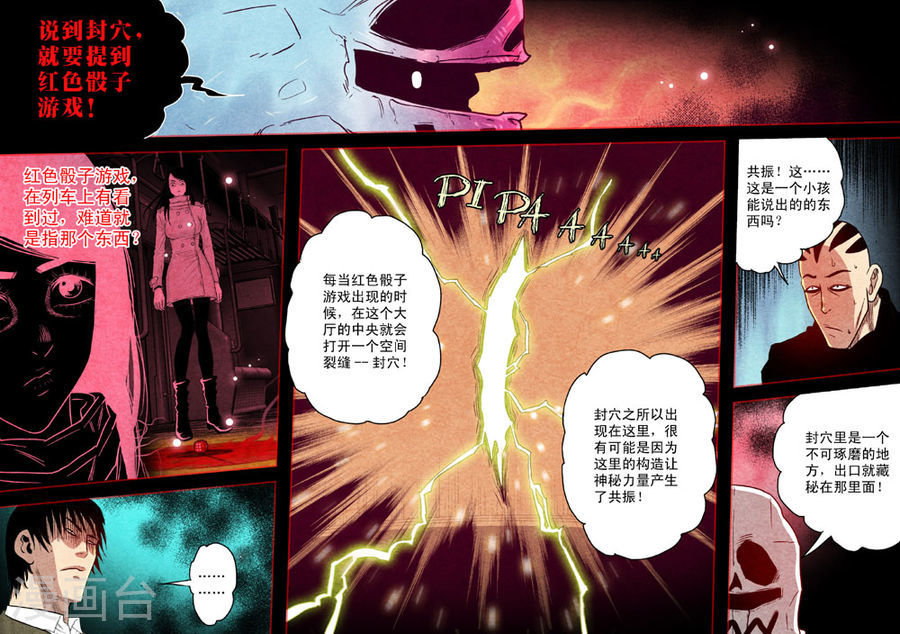 说到封穴，
就要提到
红色骰子
游戏！
红色骰子游戏，
在列车上有看
到过，难道就
是指那个东西？
PI PA A A A A A A
每当红色骰子
游戏出现的时
候，在这个大
厅的中央就会
打开一个空间
裂缝--封穴！
封穴之所以出
现在这里，很
有可能是因为
这里的构造让
神秘力量产生
了共振！
共振！这……
这是一个小孩
能说出的的东
西吗？
封穴里是一个
不可琢磨的地
方，出口就藏
秘在那里面！
……
……
漫画台